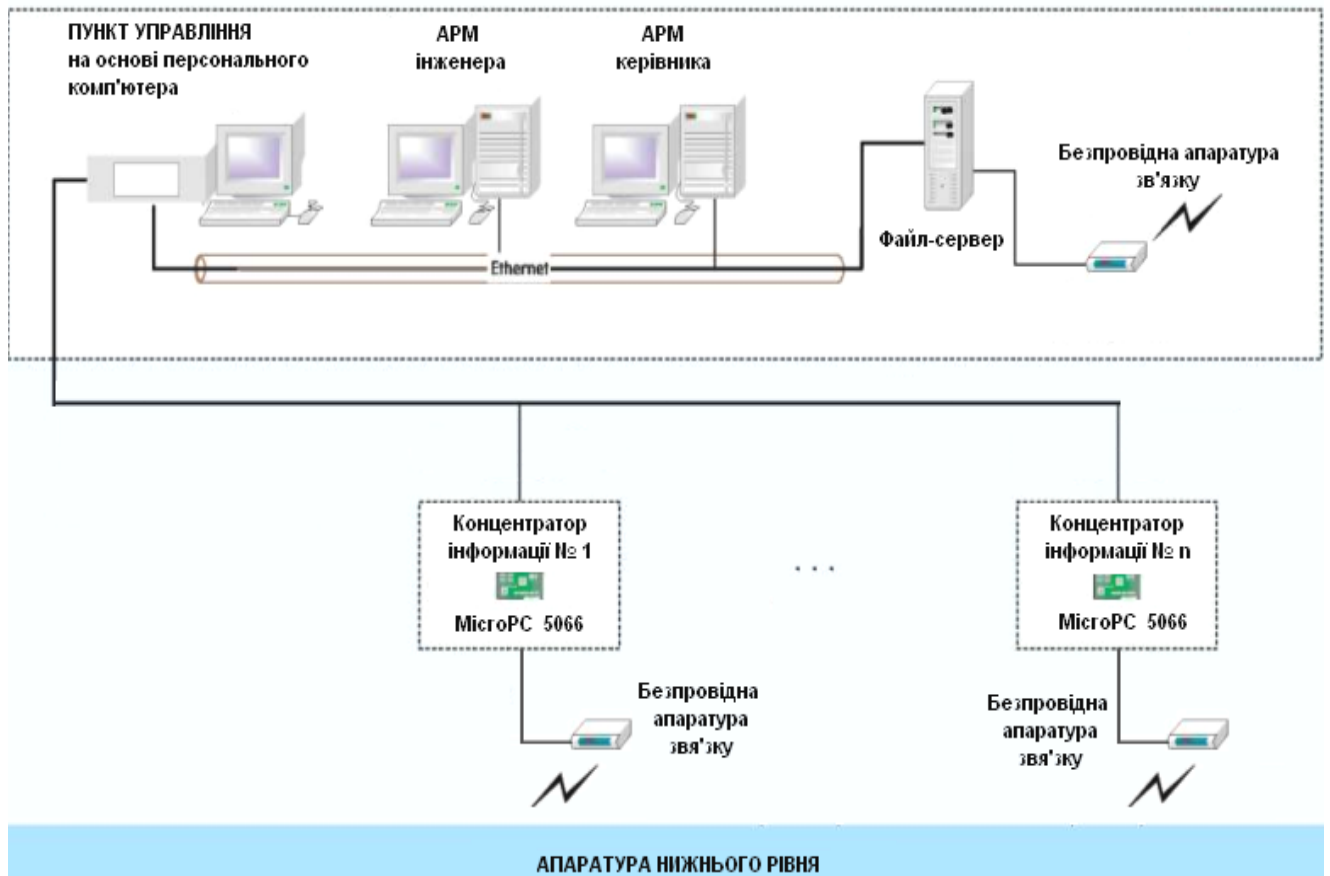 ПУНКТ УПРАВЛІННЯ
на основі персонального
комп'ютера
АРМ
інженера
АРМ
керівника
Безпровідна апаратура
зв'язку
Файл-сервер
Ethernet
Концентратор
інформації № 1
MicroPC 5066
. . .
Концентратор
інформації № n
MicroPC 5066
Безпровідна
апаратура
звя'зку
Безпровідна
апаратура
звя'зку
АПАРАТУРА НИЖНЬОГО РІВНЯ